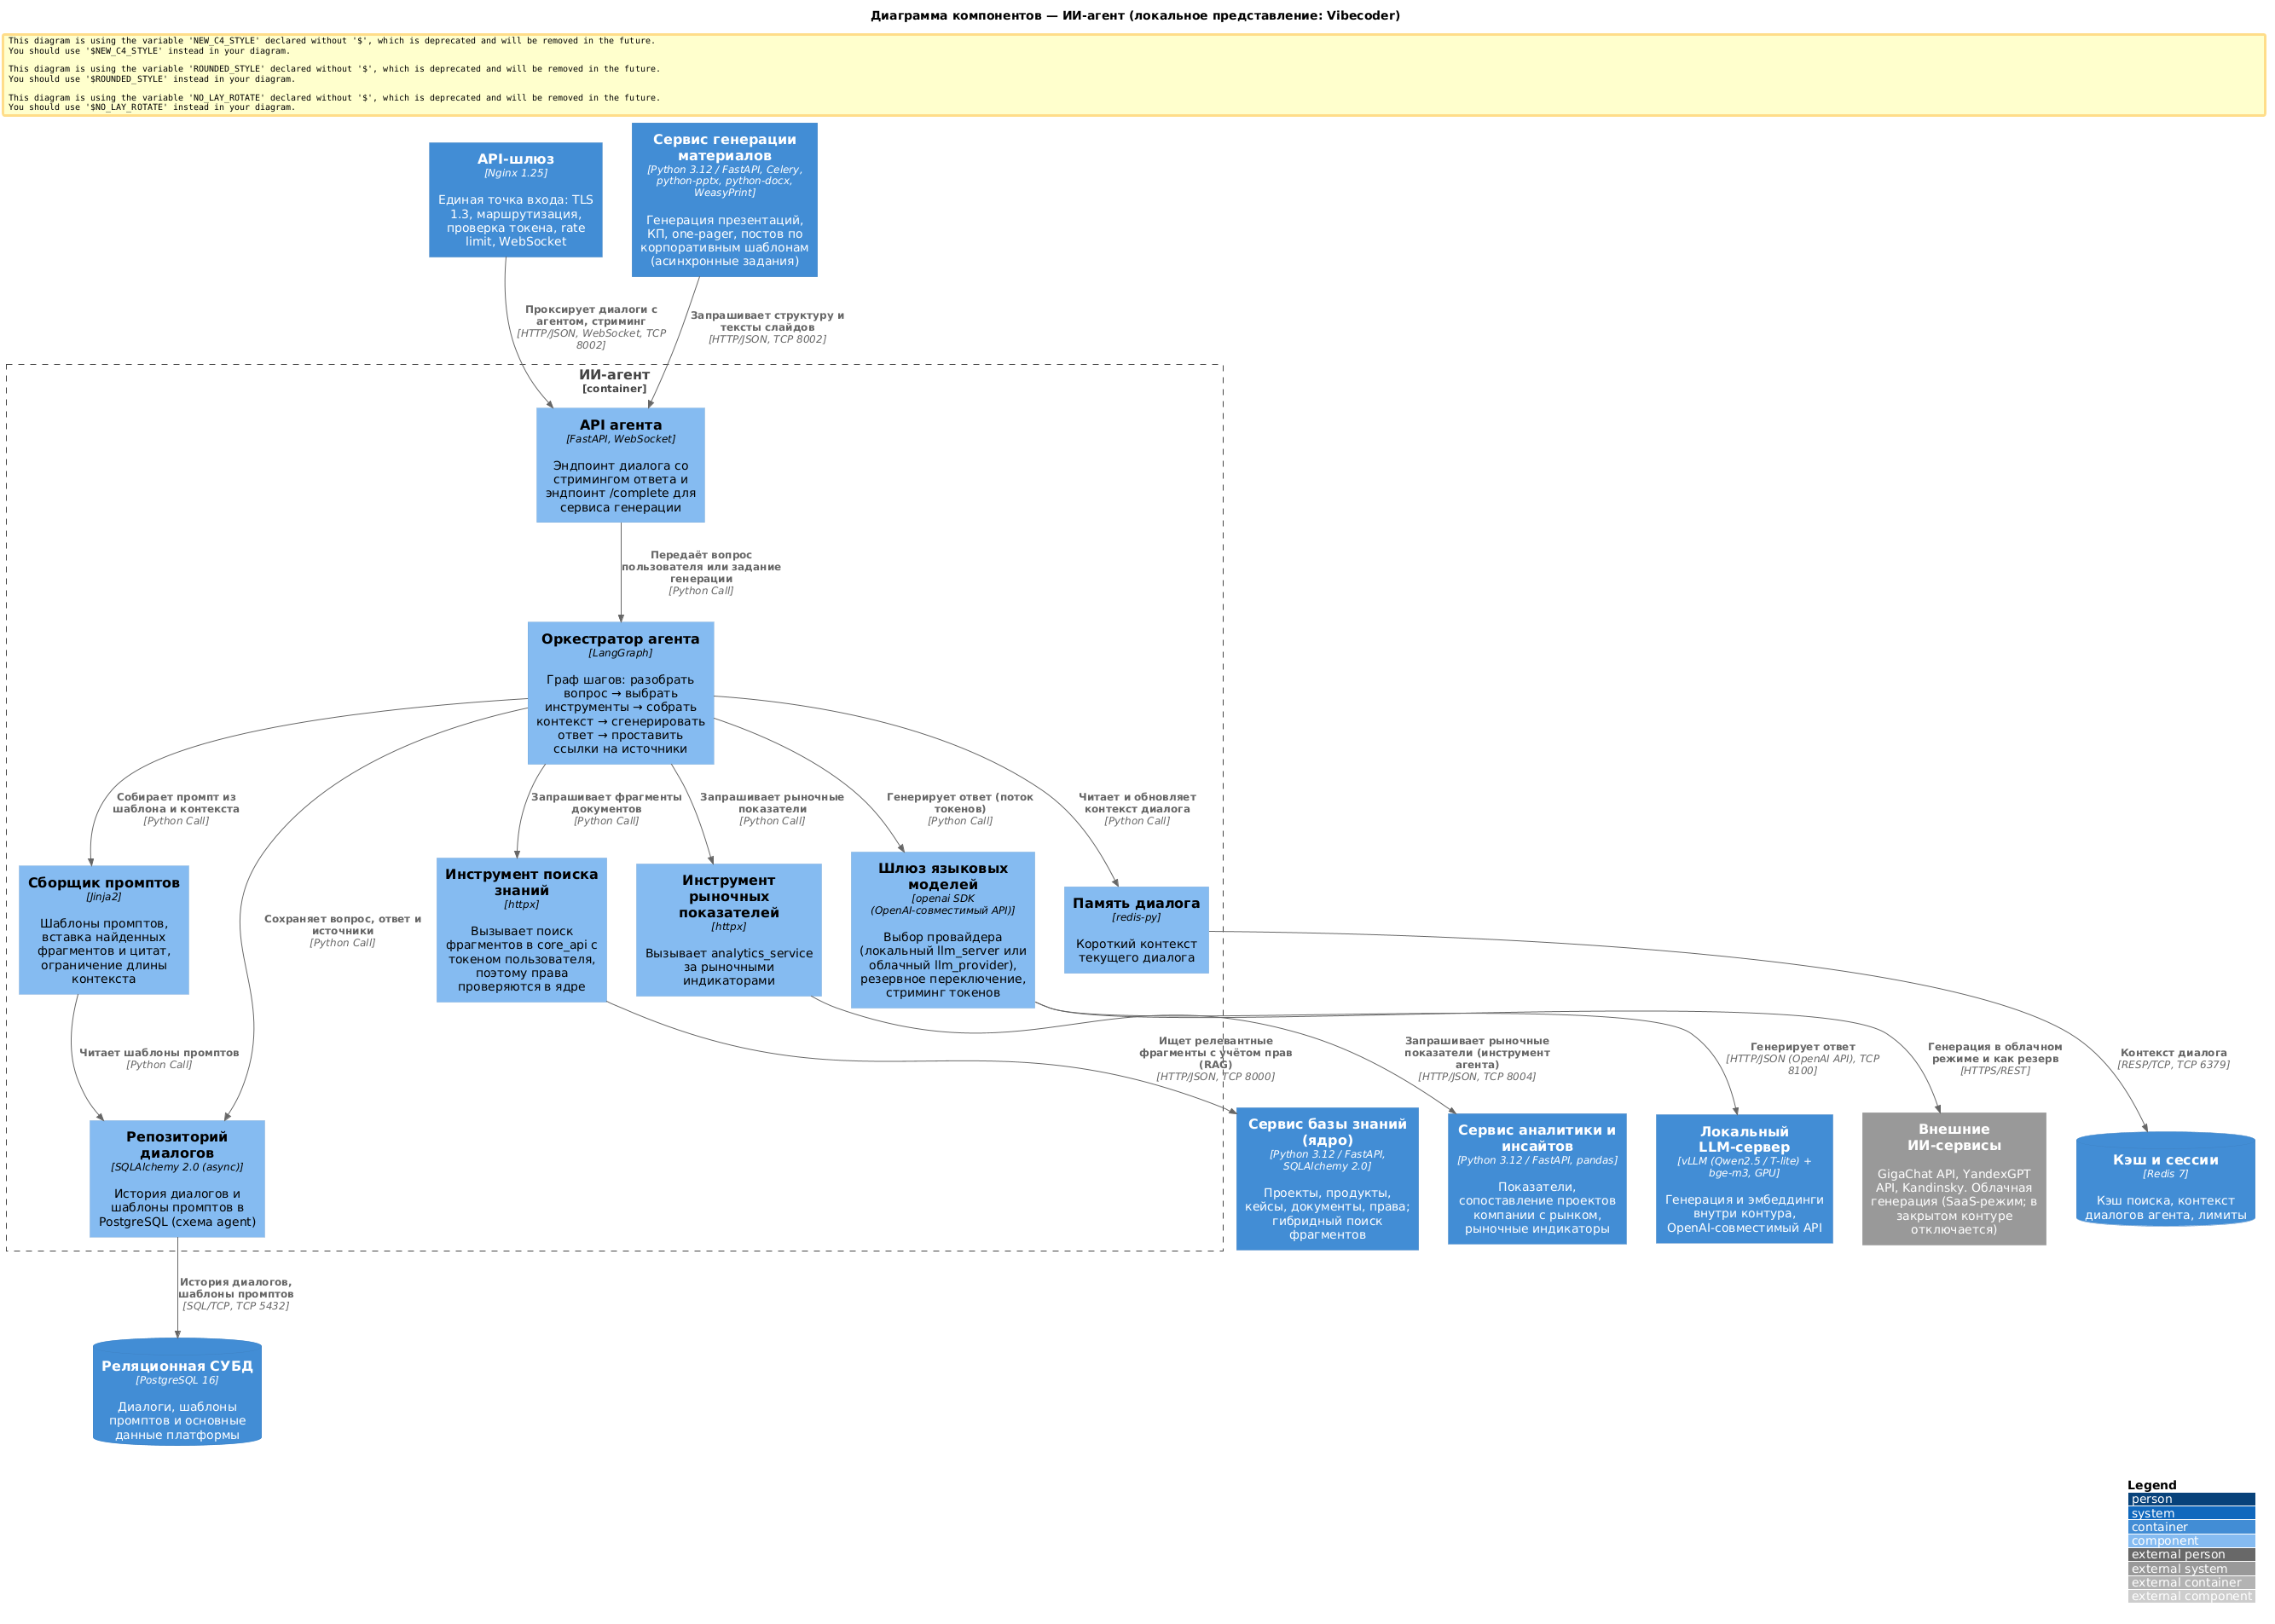 Диаграмма компонентов — ИИ-агент (локальное представление: Vibecoder)
This diagram is using the variable 'NEW_C4_STYLE' declared without '$', which is deprecated and will be removed in the future.
You should use '$NEW_C4_STYLE' instead in your diagram.
This diagram is using the variable 'ROUNDED_STYLE' declared without '$', which is deprecated and will be removed in the future.
You should use '$ROUNDED_STYLE' instead in your diagram.
This diagram is using the variable 'NO_LAY_ROTATE' declared without '$', which is deprecated and will be removed in the future.
You should use '$NO_LAY_ROTATE' instead in your diagram.
API-шлюз
[Nginx 1.25]
Единая точка входа: TLS
1.3, маршрутизация,
проверка токена, rate
limit, WebSocket
Сервис генерации
материалов
[Python 3.12 / FastAPI, Celery,
python-pptx, python-docx,
WeasyPrint]
Генерация презентаций,
КП, one-pager, постов по
корпоративным шаблонам
(асинхронные задания)
Проксирует диалоги с
агентом, стриминг
[HTTP/JSON, WebSocket, TCP
8002]
Запрашивает структуру и
тексты слайдов
[HTTP/JSON, TCP 8002]
ИИ-агент
[container]
API агента
[FastAPI, WebSocket]
Эндпоинт диалога со
стримингом ответа и
эндпоинт /complete для
сервиса генерации
Передаёт вопрос
пользователя или задание
генерации
[Python Call]
Оркестратор агента
[LangGraph]
Граф шагов: разобрать
вопрос → выбрать
инструменты → собрать
контекст → сгенерировать
ответ → проставить
ссылки на источники
Собирает промпт из
шаблона и контекста
[Python Call]
Запрашивает фрагменты
документов
[Python Call]
Запрашивает рыночные
показатели
[Python Call]
Генерирует ответ (поток
токенов)
[Python Call]
Читает и обновляет
контекст диалога
[Python Call]
Сборщик промптов
[Jinja2]
Шаблоны промптов,
вставка найденных
фрагментов и цитат,
ограничение длины
контекста
Сохраняет вопрос, ответ и
источники
[Python Call]
Инструмент поиска
знаний
[httpx]
Вызывает поиск
фрагментов в core_api с
токеном пользователя,
поэтому права
проверяются в ядре
Инструмент
рыночных
показателей
[httpx]
Вызывает analytics_service
за рыночными
индикаторами
Шлюз языковых
моделей
[openai SDK
(OpenAI-совместимый API)]
Выбор провайдера
(локальный llm_server или
облачный llm_provider),
резервное переключение,
стриминг токенов
Память диалога
[redis-py]
Короткий контекст
текущего диалога
Читает шаблоны промптов
[Python Call]
Ищет релевантные
фрагменты с учётом прав
(RAG)
[HTTP/JSON, TCP 8000]
Запрашивает рыночные
показатели (инструмент
агента)
[HTTP/JSON, TCP 8004]
Генерирует ответ
[HTTP/JSON (OpenAI API), TCP
8100]
Генерация в облачном
режиме и как резерв
[HTTPS/REST]
Контекст диалога
[RESP/TCP, TCP 6379]
Репозиторий
диалогов
[SQLAlchemy 2.0 (async)]
История диалогов и
шаблоны промптов в
PostgreSQL (схема agent)
Сервис базы знаний
(ядро)
[Python 3.12 / FastAPI,
SQLAlchemy 2.0]
Проекты, продукты,
кейсы, документы, права;
гибридный поиск
фрагментов
Сервис аналитики и
инсайтов
[Python 3.12 / FastAPI, pandas]
Показатели,
сопоставление проектов
компании с рынком,
рыночные индикаторы
Локальный
LLM-сервер
[vLLM (Qwen2.5 / T-lite) +
bge-m3, GPU]
Генерация и эмбеддинги
внутри контура,
OpenAI-совместимый API
Внешние
ИИ-сервисы
GigaChat API, YandexGPT
API, Kandinsky. Облачная
генерация (SaaS-режим; в
закрытом контуре
отключается)
Кэш и сессии
[Redis 7]
Кэш поиска, контекст
диалогов агента, лимиты
История диалогов,
шаблоны промптов
[SQL/TCP, TCP 5432]
Реляционная СУБД
[PostgreSQL 16]
Диалоги, шаблоны
промптов и основные
данные платформы
Legend
person
system
container
component
external person
external system
external container
external component